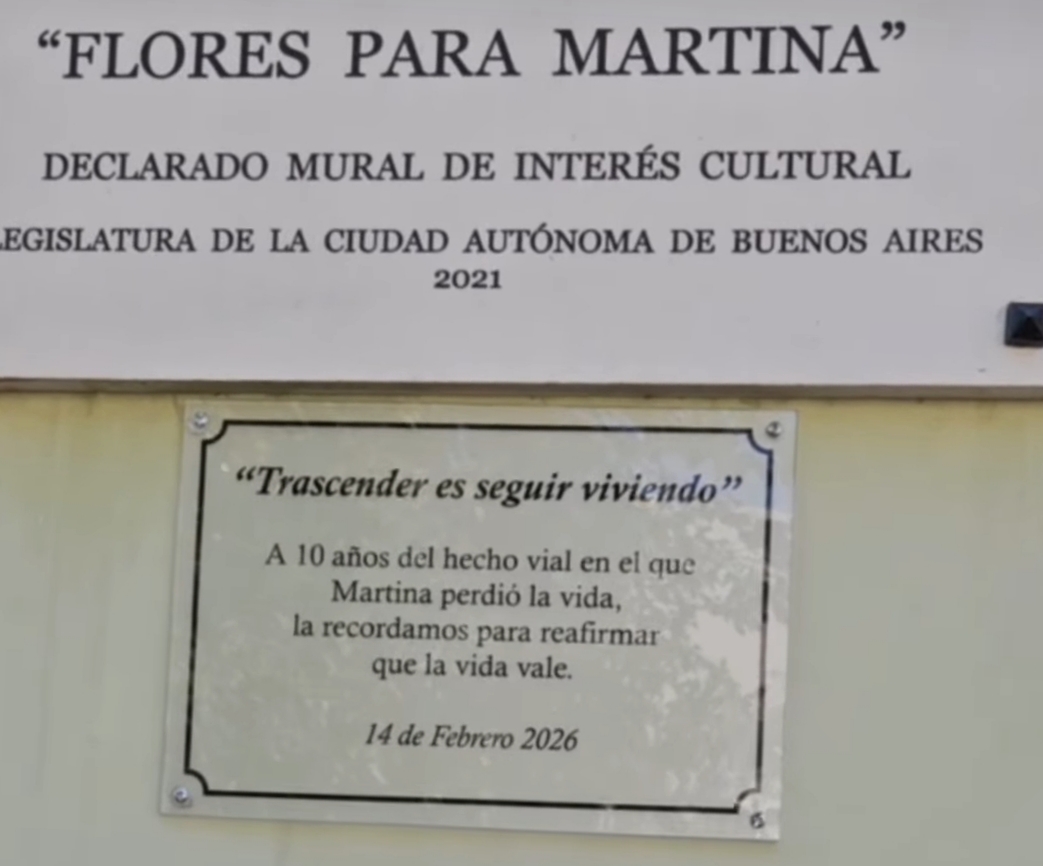 “FLORES PARA MARTINA”
DECLARADO MURAL DE INTERÉS CULTURAL
LEGISLATURA DE LA CIUDAD AUTÓNOMA DE BUENOS AIRES
2021
“Trascender es seguir viviendo”
A 10 años del hecho vial en el que
Martina perdió la vida,
la recordamos para reafirmar
que la vida vale.
14 de Febrero 2026